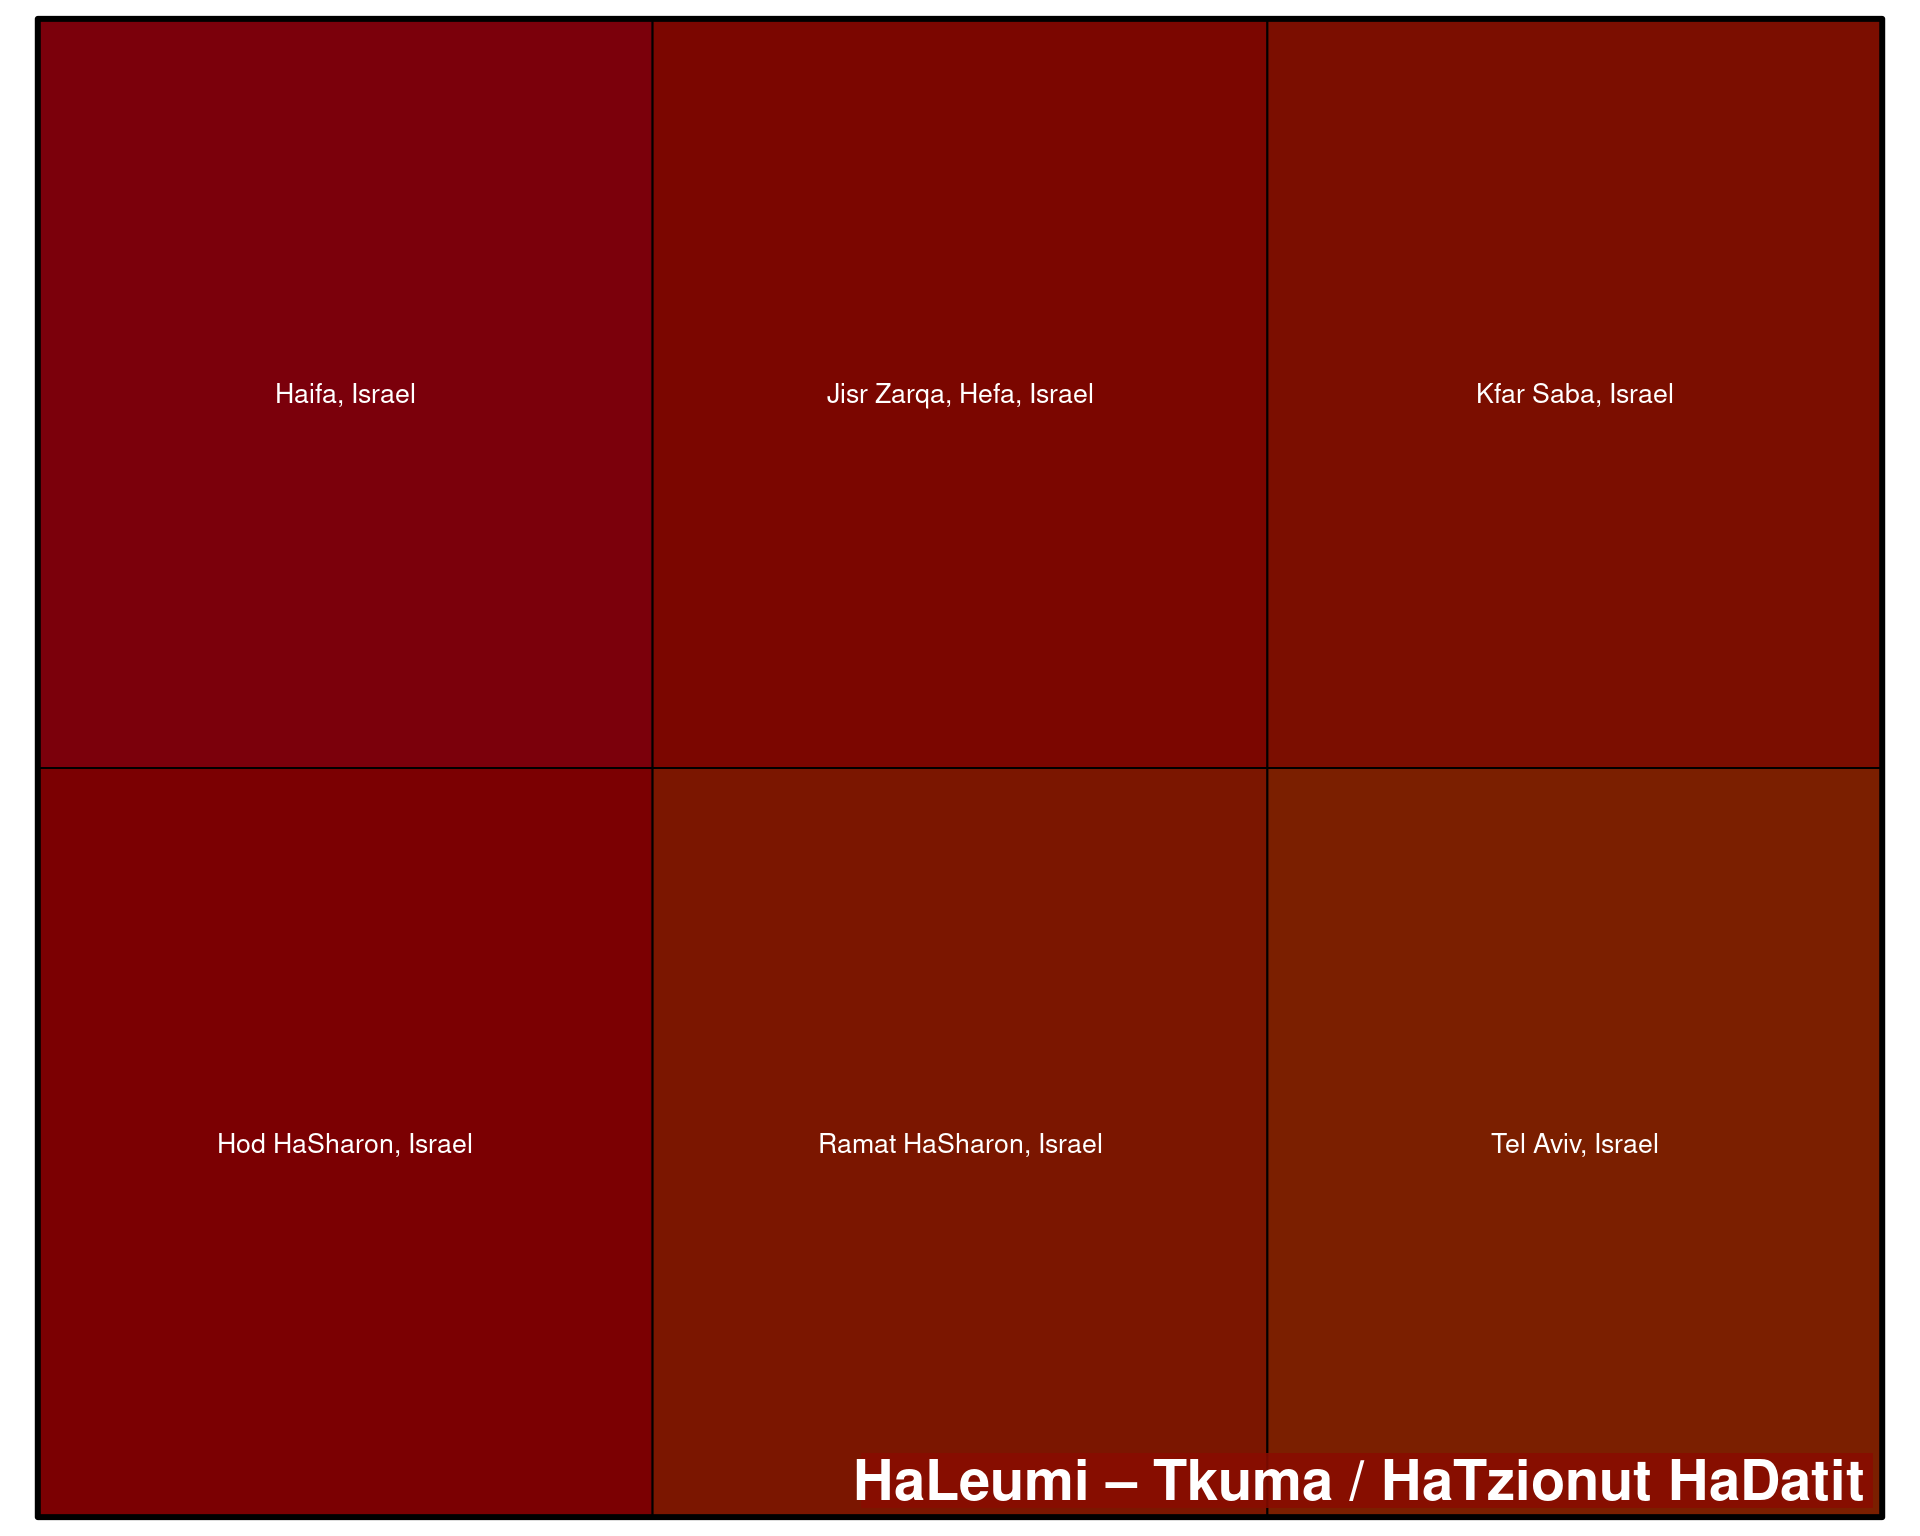 Haifa, Israel
Jisr Zarqa, Hefa, Israel
Kfar Saba, Israel
Hod HaSharon, Israel
Ramat HaSharon, Israel
Tel Aviv, Israel
HaLeumi – Tkuma / HaTzionut HaDatit